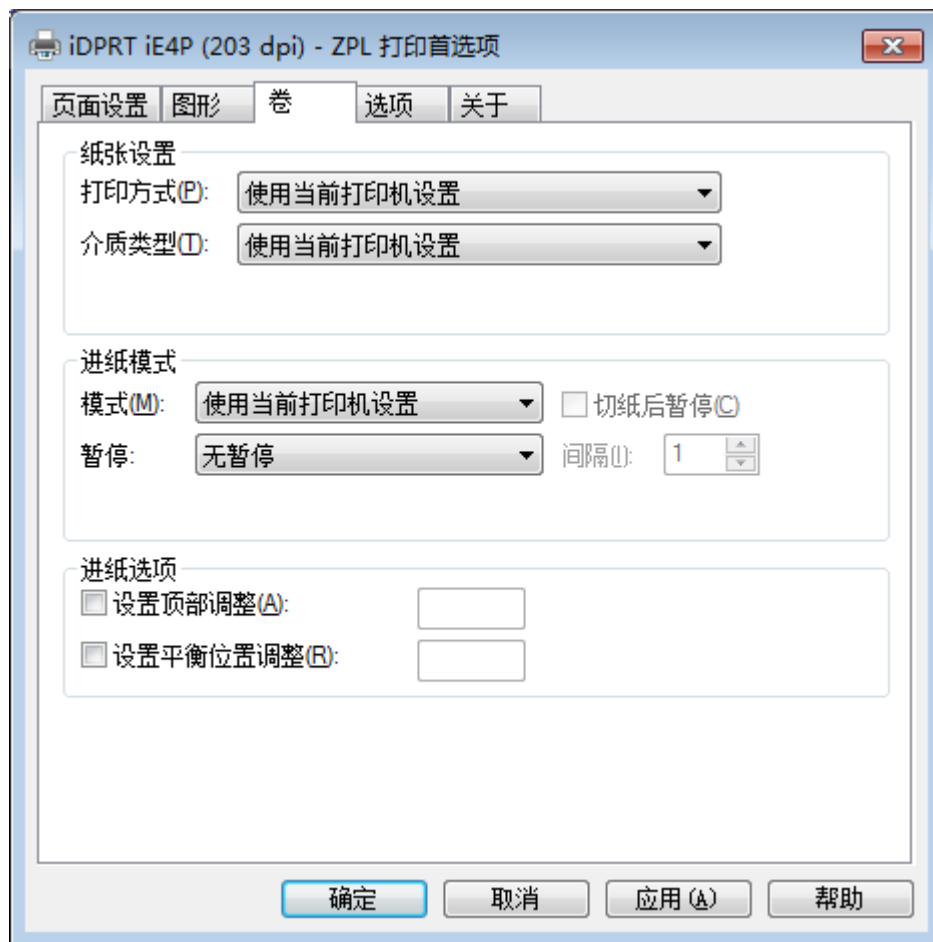 iDPRT iE4P (203 dpi) - ZPL 打印首选项
页面设置 图形 卷 选项 关于
纸张设置
打印方式(P): 使用当前打印机设置
介质类型(T): 使用当前打印机设置
进纸模式
模式(M): 使用当前打印机设置 切纸后暂停(C)
暂停: 无暂停 间隔(I): 1
进纸选项
设置顶部调整(A):
设置平衡位置调整(R):
确定 取消 应用(A) 帮助